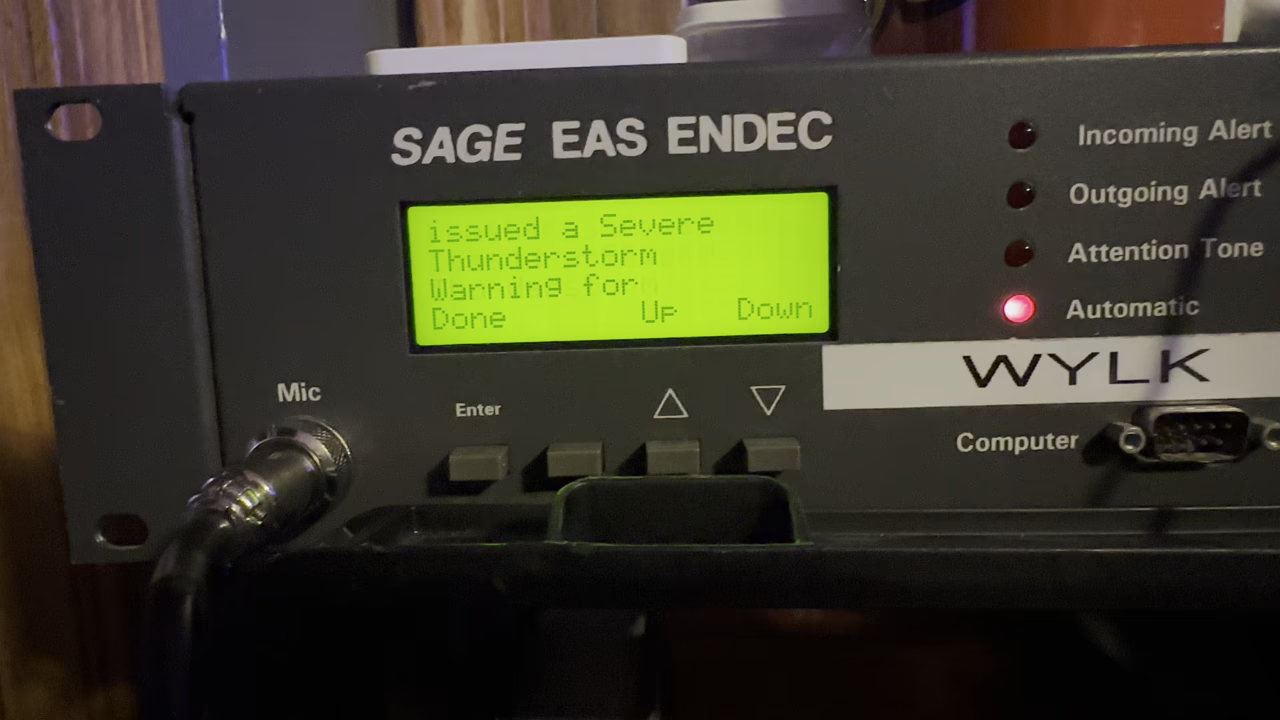 SAGE EAS ENDEC
Incoming Alert
Outgoing Alert
Attention Tone
Automatic
issued a Severe
Thunderstorm
Warning for
Done Up Down
WYLK
Mic
Enter
Computer